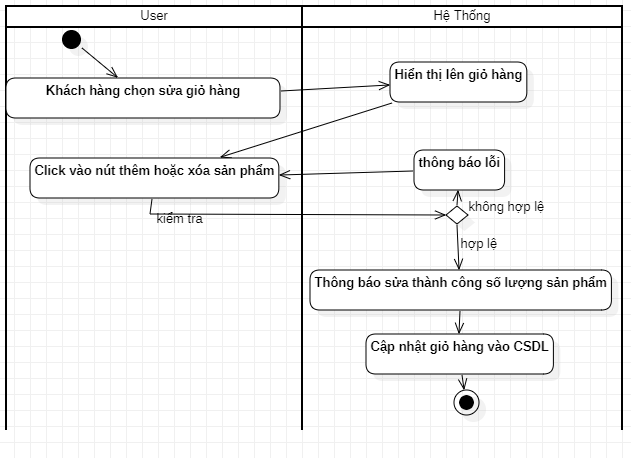 User
Hệ Thống
Khách hàng chọn sửa giỏ hàng
Hiển thị lên giỏ hàng
Click vào nút thêm hoặc xóa sản phẩm
thông báo lỗi
không hợp lệ
kiểm tra
hợp lệ
Thông báo sửa thành công số lượng sản phẩm
Cập nhật giỏ hàng vào CSDL